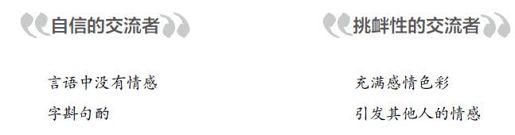 自信的交流者
言语中没有情感
字斟句酌
挑衅性的交流者
充满感情色彩
引发其他人的情感